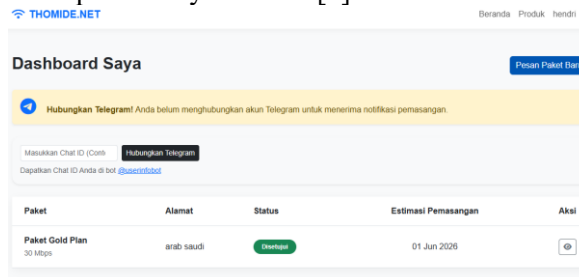 THOMIDE.NET
Beranda Produk hendri
Dashboard Saya
Pesan Paket Bar
Hubungkan Telegram! Anda belum menghubungkan akun Telegram untuk menerima notifikasi pemasangan.
Masukkan Chat ID (Cont Hubungkan Telegram
Dapatkan Chat ID Anda di bot @userinfobot
Paket Alamat Status Estimasi Pemasangan Aksi
Paket Gold Plan arab saudi Disetujui 01 Jun 2026
30 Mbps